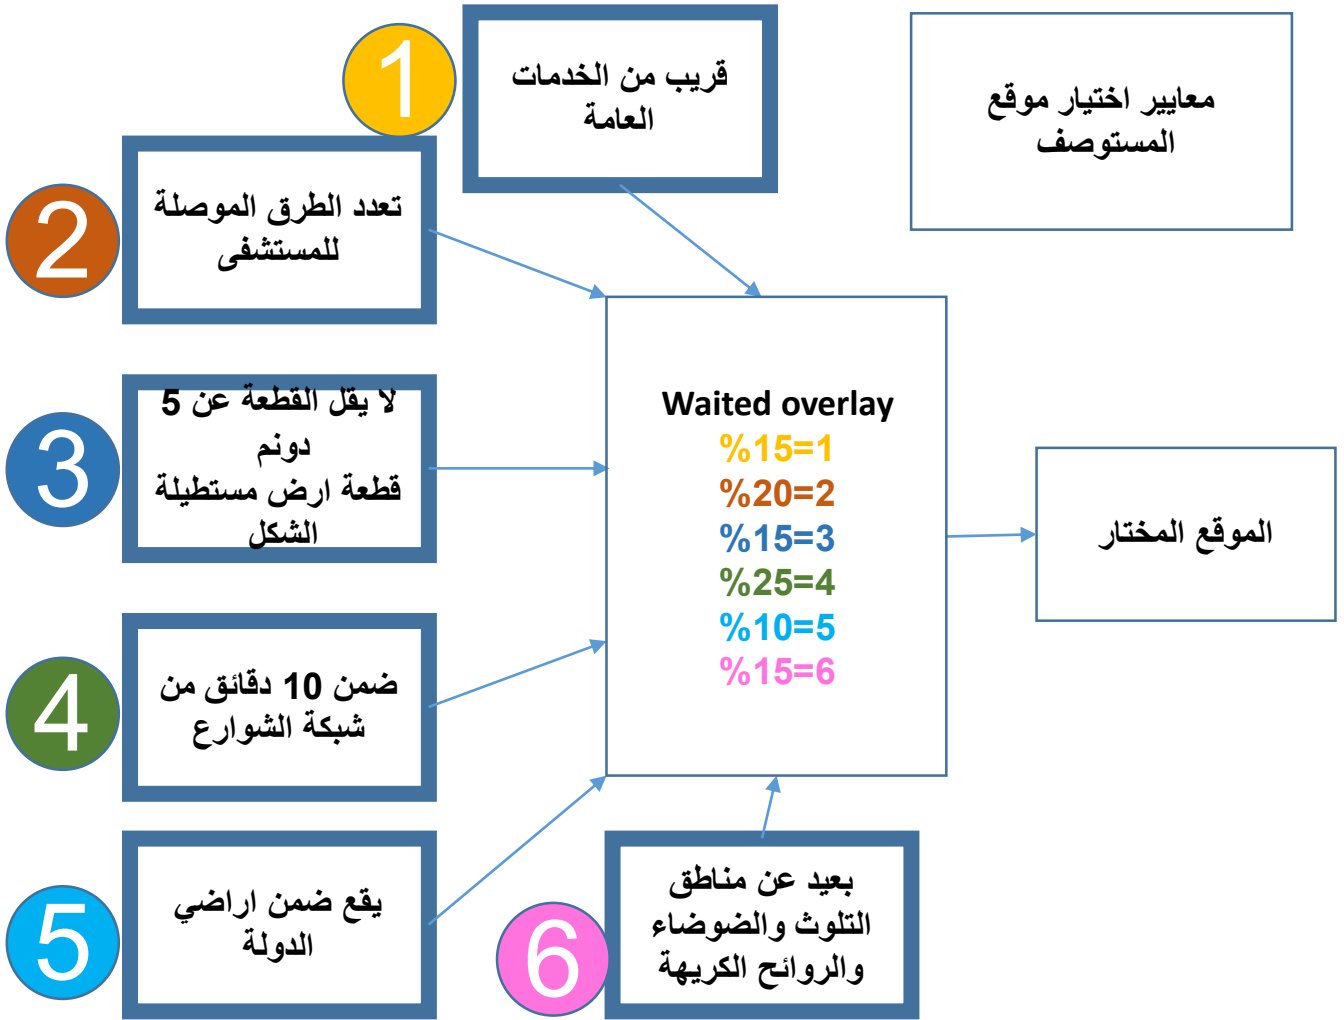 معايير اختيار موقع
المستوصف
1
قريب من الخدمات
العامة
2
تعدد الطرق الموصلة
للمستشفى
3
لا يقل القطعة عن 5
دونم
قطعة ارض مستطيلة
الشكل
4
ضمن 10 دقائق من
شبكة الشوارع
5
يقع ضمن اراضي
الدولة
6
بعيد عن مناطق
التلوث والضوضاء
والروائح الكريهة
Waited overlay
%15=1
%20=2
%15=3
%25=4
%10=5
%15=6
الموقع المختار